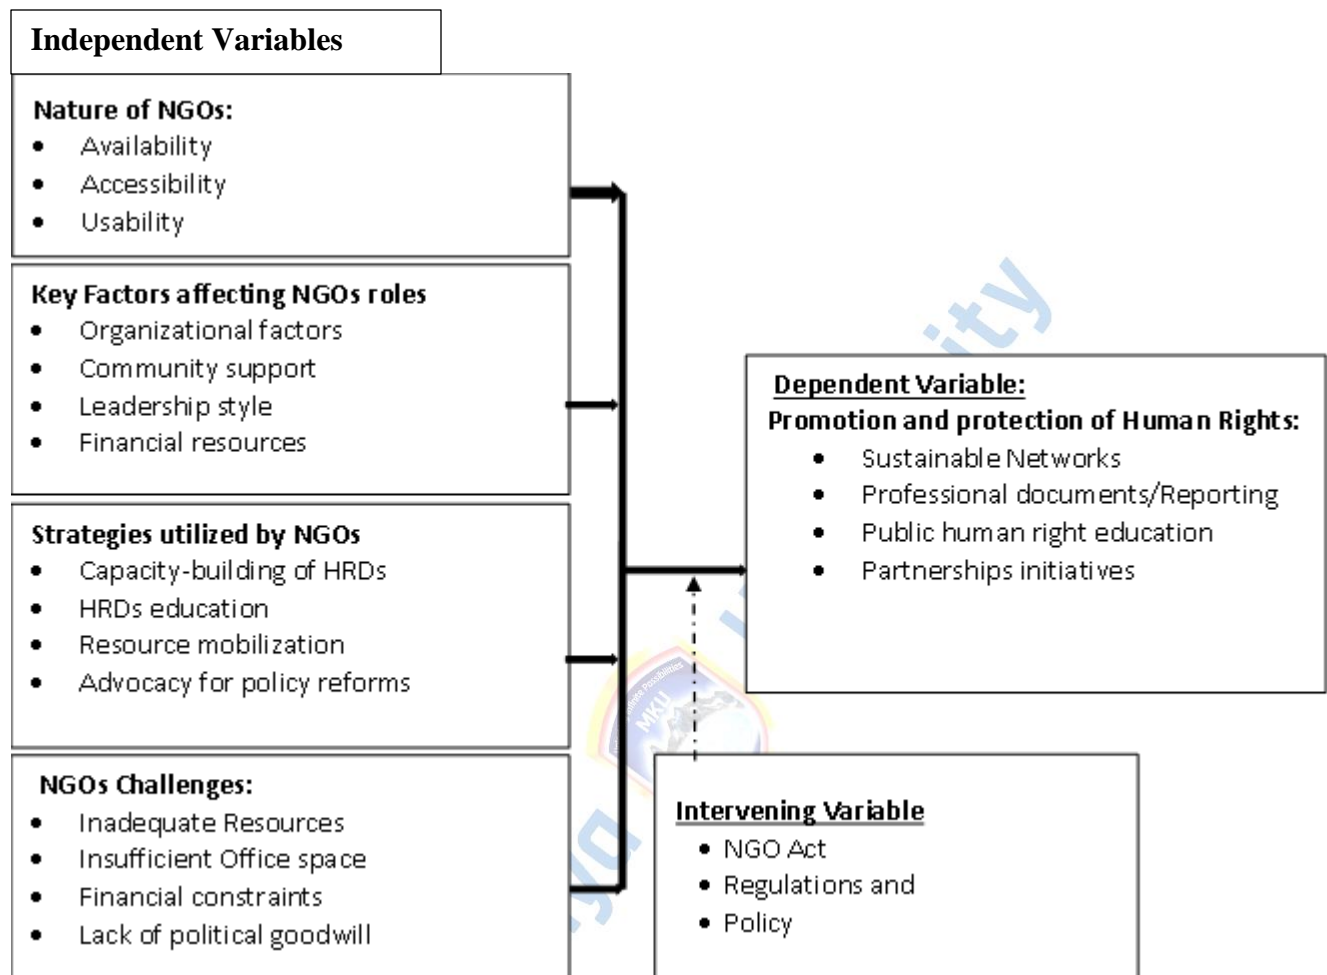 Independent Variables
Nature of NGOs:
• Availability
• Accessibility
• Usability
Key Factors affecting NGOs roles
• Organizational factors
• Community support
• Leadership style
• Financial resources
Strategies utilized by NGOs
• Capacity-building of HRDs
• HRDs education
• Resource mobilization
• Advocacy for policy reforms
NGOs Challenges:
• Inadequate Resources
• Insufficient Office space
• Financial constraints
• Lack of political goodwill
Dependent Variable:
Promotion and protection of Human Rights:
• Sustainable Networks
• Professional documents/Reporting
• Public human right education
• Partnerships initiatives
Intervening Variable
• NGO Act
• Regulations and
• Policy
MKU